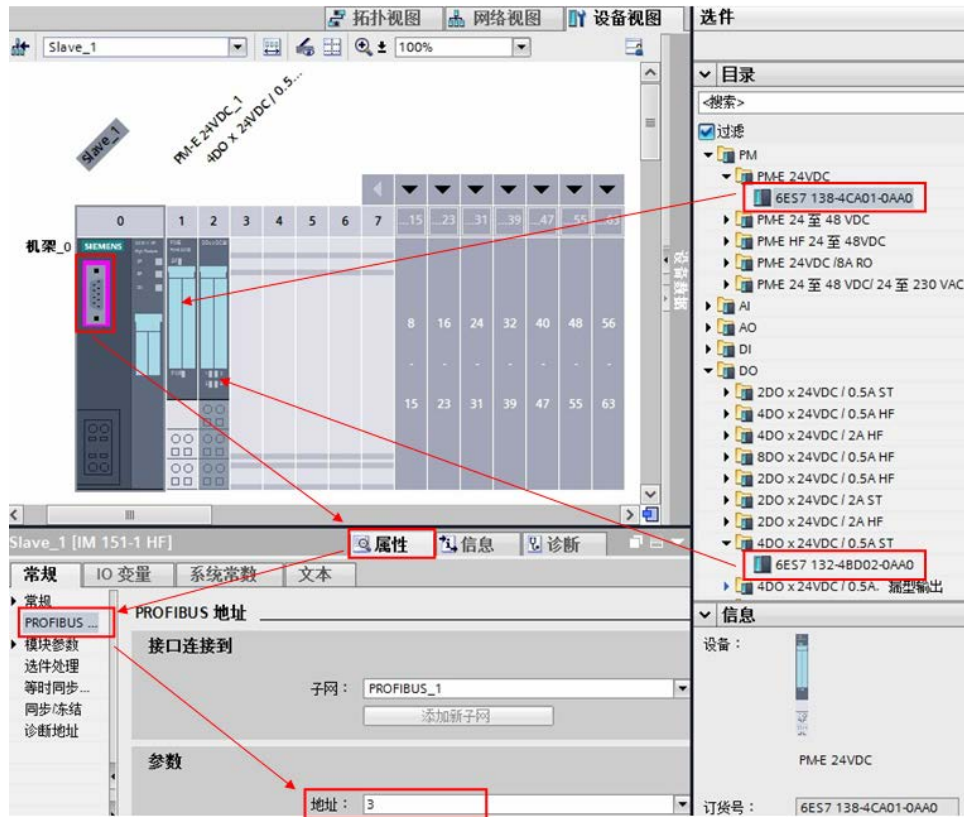 拓扑视图 网络视图 设备视图
Slave_1
100%
Slave_1
PM-E 24VDC_1
4DO x 24VDC / 0.5...
0 1 2 3 4 5 6 7 ...15 ...23 ...31 ...39 ...47 ...55 ...63
机架_0
SIEMENS
8 16 24 32 40 48 56
- - - - - - -
15 23 31 39 47 55 63
设备数据
Slave_1 [IM 151-1 HF]
属性 信息 诊断
常规 IO 变量 系统常数 文本
常规
PROFIBUS ...
模块参数
选件处理
等时同步...
同步/冻结
诊断地址
PROFIBUS 地址
接口连接到
子网： PROFIBUS_1
添加新子网
参数
地址： 3
选件
目录
<搜索>
过滤
PM
PM-E 24VDC
6ES7 138-4CA01-0AA0
PM-E 24 至 48 VDC
PM-E HF 24 至 48VDC
PM-E 24VDC /8A RO
PM-E 24 至 48 VDC/ 24 至 230 VAC
AI
AO
DI
DO
2DO x 24VDC / 0.5A ST
4DO x 24VDC / 0.5A HF
4DO x 24VDC / 2A HF
8DO x 24VDC / 0.5A HF
2DO x 24VDC / 0.5A HF
2DO x 24VDC / 2A ST
2DO x 24VDC / 2A HF
4DO x 24VDC / 0.5A ST
6ES7 132-4BD02-0AA0
4DO x 24VDC / 0.5A. 漏型输出
信息
设备：
PM-E 24VDC
订货号： 6ES7 138-4CA01-0AA0